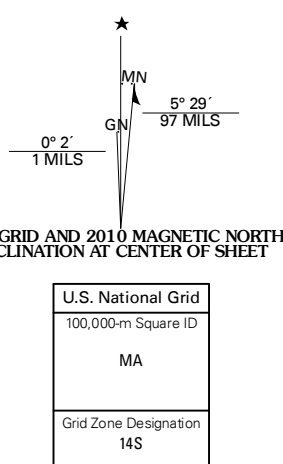 ★
MN
5° 29´
97 MILS
GN
0° 2´
1 MILS
GRID AND 2010 MAGNETIC NORTH
CLINATION AT CENTER OF SHEET
U.S. National Grid
100,000-m Square ID
MA
Grid Zone Designation
14S